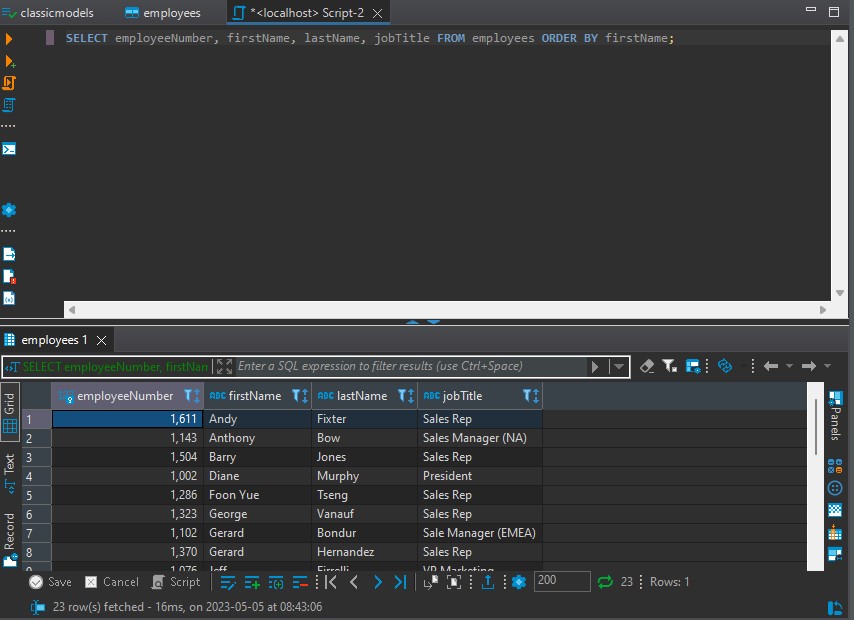 classicmodels employees *<localhost> Script-2
SELECT employeeNumber, firstName, lastName, jobTitle FROM employees ORDER BY firstName;
employees 1
SELECT employeeNumber, firstNam Enter a SQL expression to filter results (use Ctrl+Space)
Grid
Text
Record
employeeNumber ABC firstName ABC lastName ABC jobTitle
1 1,611 Andy Fixter Sales Rep
2 1,143 Anthony Bow Sales Manager (NA)
3 1,504 Barry Jones Sales Rep
4 1,002 Diane Murphy President
5 1,286 Foon Yue Tseng Sales Rep
6 1,323 George Vanauf Sales Rep
7 1,102 Gerard Bondur Sale Manager (EMEA)
8 1,370 Gerard Hernandez Sales Rep
9 1,076 Jeff Firrelli VP Marketing
Panels
Save Cancel Script 200 23 Rows: 1
23 row(s) fetched - 16ms, on 2023-05-05 at 08:43:06